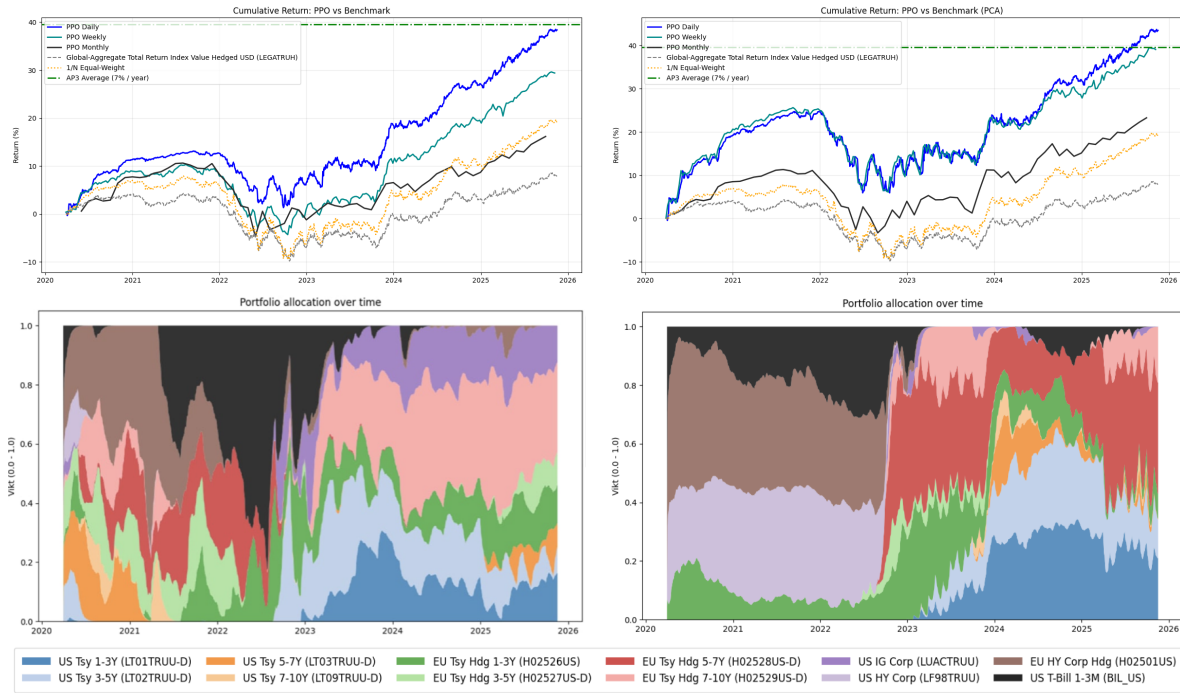 Cumulative Return: PPO vs Benchmark
PPO Daily
PPO Weekly
PPO Monthly
Global-Aggregate Total Return Index Value Hedged USD (LEGATRUH)
1/N Equal-Weight
AP3 Average (7% / year)
Return (%)
40
30
20
10
0
−10
2020 2021 2022 2023 2024 2025 2026
Cumulative Return: PPO vs Benchmark (PCA)
PPO Daily
PPO Weekly
PPO Monthly
Global-Aggregate Total Return Index Value Hedged USD (LEGATRUH)
1/N Equal-Weight
AP3 Average (7% / year)
Return (%)
40
30
20
10
0
−10
2020 2021 2022 2023 2024 2025 2026
Portfolio allocation over time
Vikt (0.0 - 1.0)
1.0
0.8
0.6
0.4
0.2
0.0
2020 2021 2022 2023 2024 2025 2026
Portfolio allocation over time
Vikt (0.0 - 1.0)
1.0
0.8
0.6
0.4
0.2
0.0
2020 2021 2022 2023 2024 2025 2026
US Tsy 1-3Y (LT01TRUU-D)
US Tsy 3-5Y (LT02TRUU-D)
US Tsy 5-7Y (LT03TRUU-D)
US Tsy 7-10Y (LT09TRUU-D)
EU Tsy Hdg 1-3Y (H02526US)
EU Tsy Hdg 3-5Y (H02527US-D)
EU Tsy Hdg 5-7Y (H02528US-D)
EU Tsy Hdg 7-10Y (H02529US-D)
US IG Corp (LUACTRUU)
US HY Corp (LF98TRUU)
EU HY Corp Hdg (H02501US)
US T-Bill 1-3M (BIL_US)